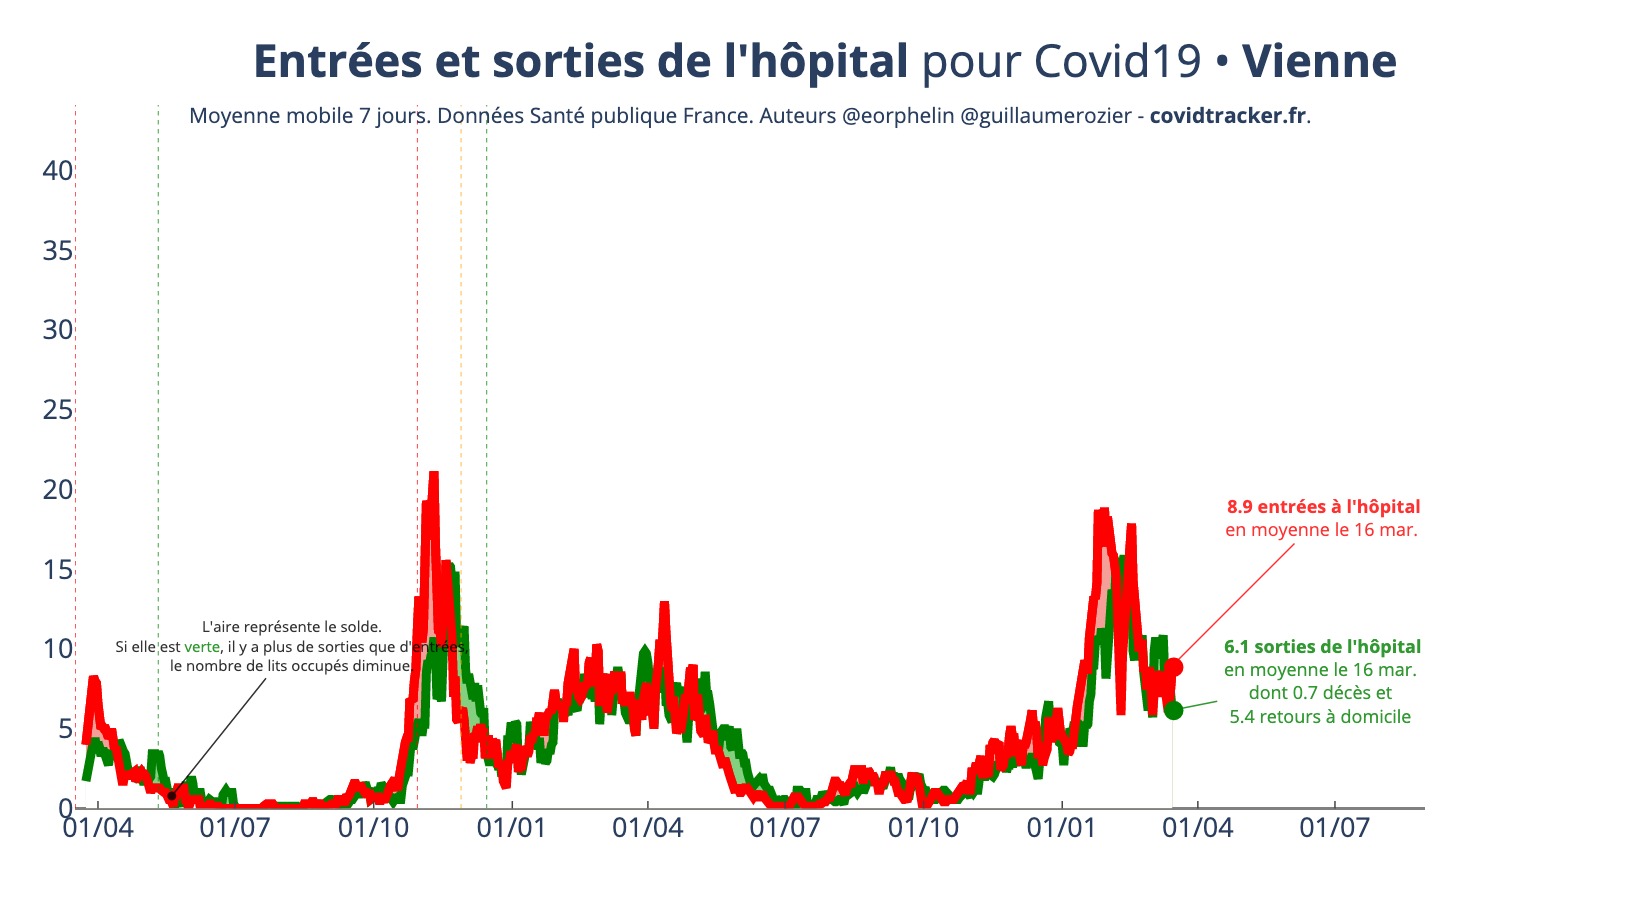 Entrées et sorties de l'hôpital pour Covid19 • Vienne
Moyenne mobile 7 jours. Données Santé publique France. Auteurs @eorphelin @guillaumerozier - covidtracker.fr.
40
35
30
25
20
15
10
5
0
L'aire représente le solde.
Si elle est verte, il y a plus de sorties que d'entrées,
le nombre de lits occupés diminue.
8.9 entrées à l'hôpital
en moyenne le 16 mar.
6.1 sorties de l'hôpital
en moyenne le 16 mar.
dont 0.7 décès et
5.4 retours à domicile
01/04 01/07 01/10 01/01 01/04 01/07 01/10 01/01 01/04 01/07